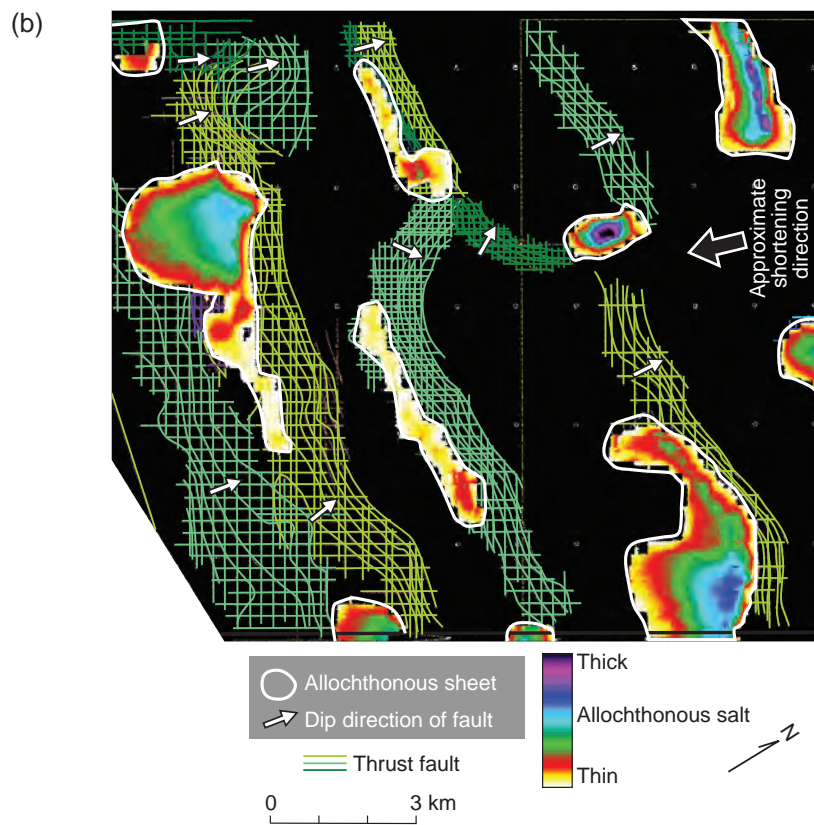 (b)
Approximate
shortening
direction
Allochthonous sheet
Dip direction of fault
Thrust fault
0 3 km
Thick
Allochthonous salt
Thin
N